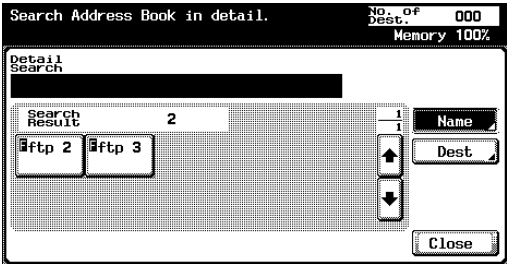 Search Address Book in detail.
No. of
Dest.
000
Memory 100%
Detail
Search
Search
Result
2
1
1
Name
F ftp 2
F ftp 3
Dest
Close